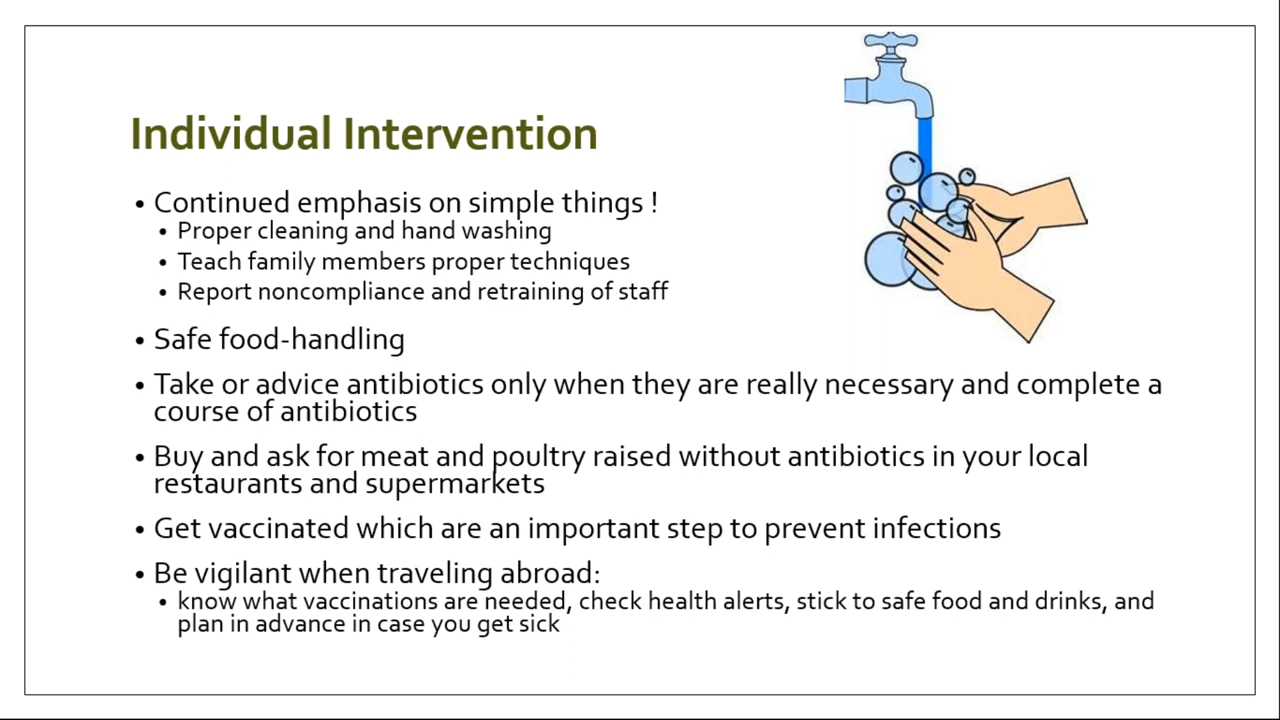 Individual Intervention
• Continued emphasis on simple things !
• Proper cleaning and hand washing
• Teach family members proper techniques
• Report noncompliance and retraining of staff
• Safe food-handling
• Take or advice antibiotics only when they are really necessary and complete a
course of antibiotics
• Buy and ask for meat and poultry raised without antibiotics in your local
restaurants and supermarkets
• Get vaccinated which are an important step to prevent infections
• Be vigilant when traveling abroad:
• know what vaccinations are needed, check health alerts, stick to safe food and drinks, and
plan in advance in case you get sick